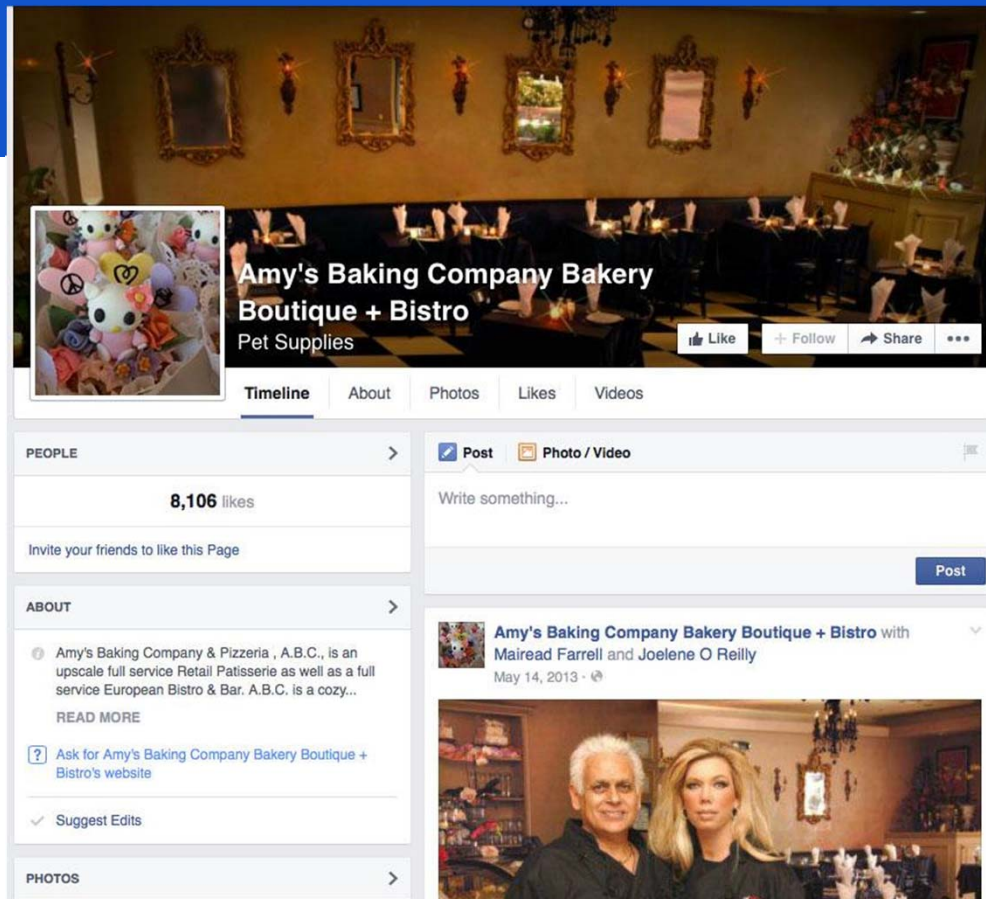 Amy's Baking Company Bakery
Boutique + Bistro
Pet Supplies
Like
+ Follow
Share
Timeline
About
Photos
Likes
Videos
PEOPLE
8,106 likes
Invite your friends to like this Page
ABOUT
Amy's Baking Company & Pizzeria , A.B.C., is an
upscale full service Retail Patisserie as well as a full
service European Bistro & Bar. A.B.C. is a cozy...
READ MORE
? Ask for Amy's Baking Company Bakery Boutique +
Bistro's website
Suggest Edits
PHOTOS
Post
Photo / Video
Write something...
Post
Amy's Baking Company Bakery Boutique + Bistro with
Mairead Farrell and Joelene O Reilly
May 14, 2013 ·